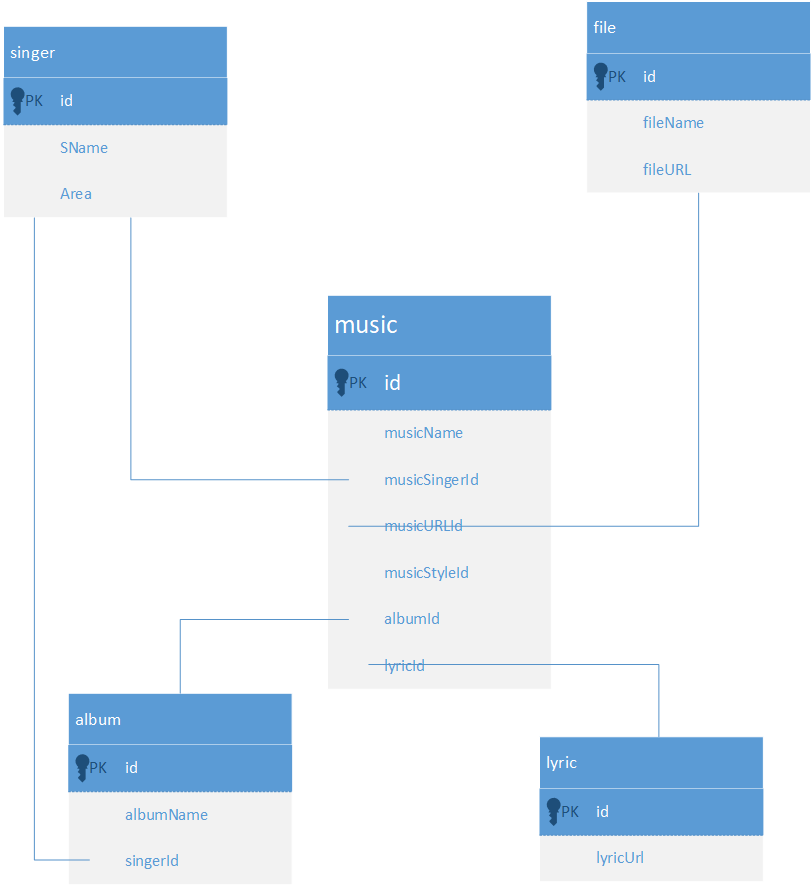 singer
PK id
SName
Area
file
PK id
fileName
fileURL
music
PK id
musicName
musicSingerId
musicURLId
musicStyleId
albumId
lyricId
album
PK id
albumName
singerId
lyric
PK id
lyricUrl